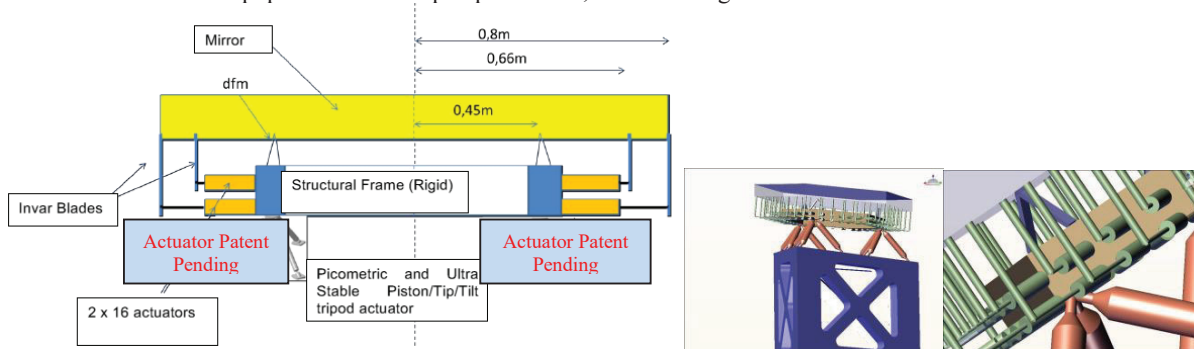 Mirror
0,8m
0,66m
dfm
0,45m
Structural Frame (Rigid)
Invar Blades
Actuator Patent
Pending
Actuator Patent
Pending
Picometric and Ultra
Stable Piston/Tip/Tilt
tripod actuator
2 x 16 actuators